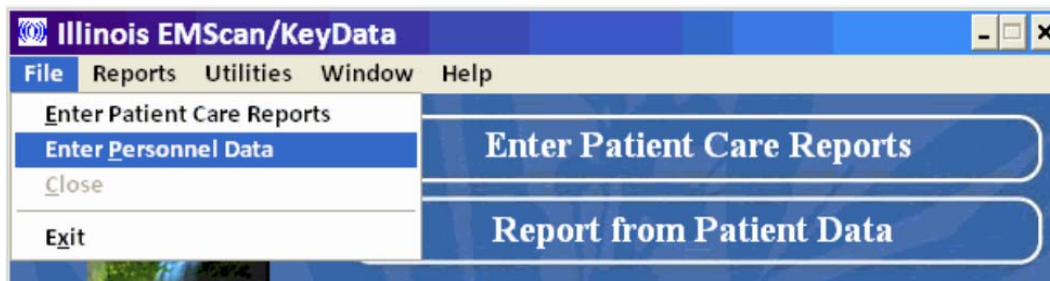 Illinois EMScan/KeyData
File Reports Utilities Window Help
Enter Patient Care Reports
Enter Personnel Data
Close
Exit
Enter Patient Care Reports
Report from Patient Data